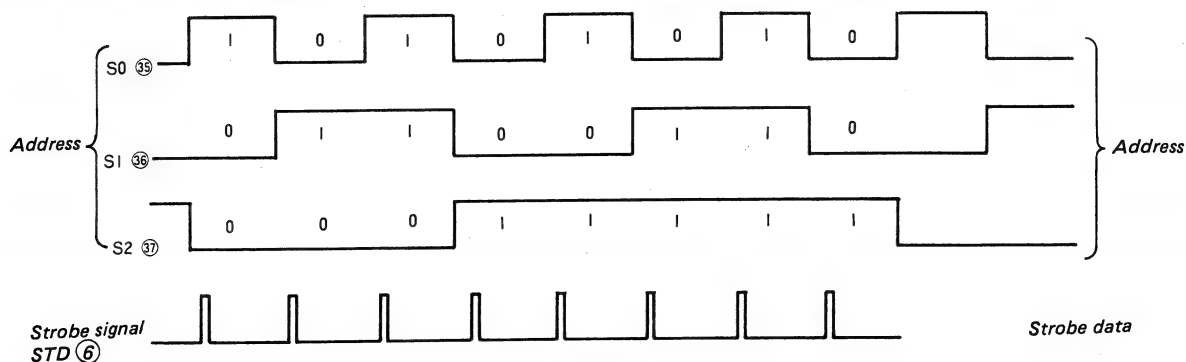 1 0 1 0 1 0 1 0
S0 ㉟
0 1 1 0 0 1 1 0
Address
Address
S1 ㊱
0 0 0 1 1 1 1 1
S2 ㊲
Strobe signal
STD ⑥
Strobe data